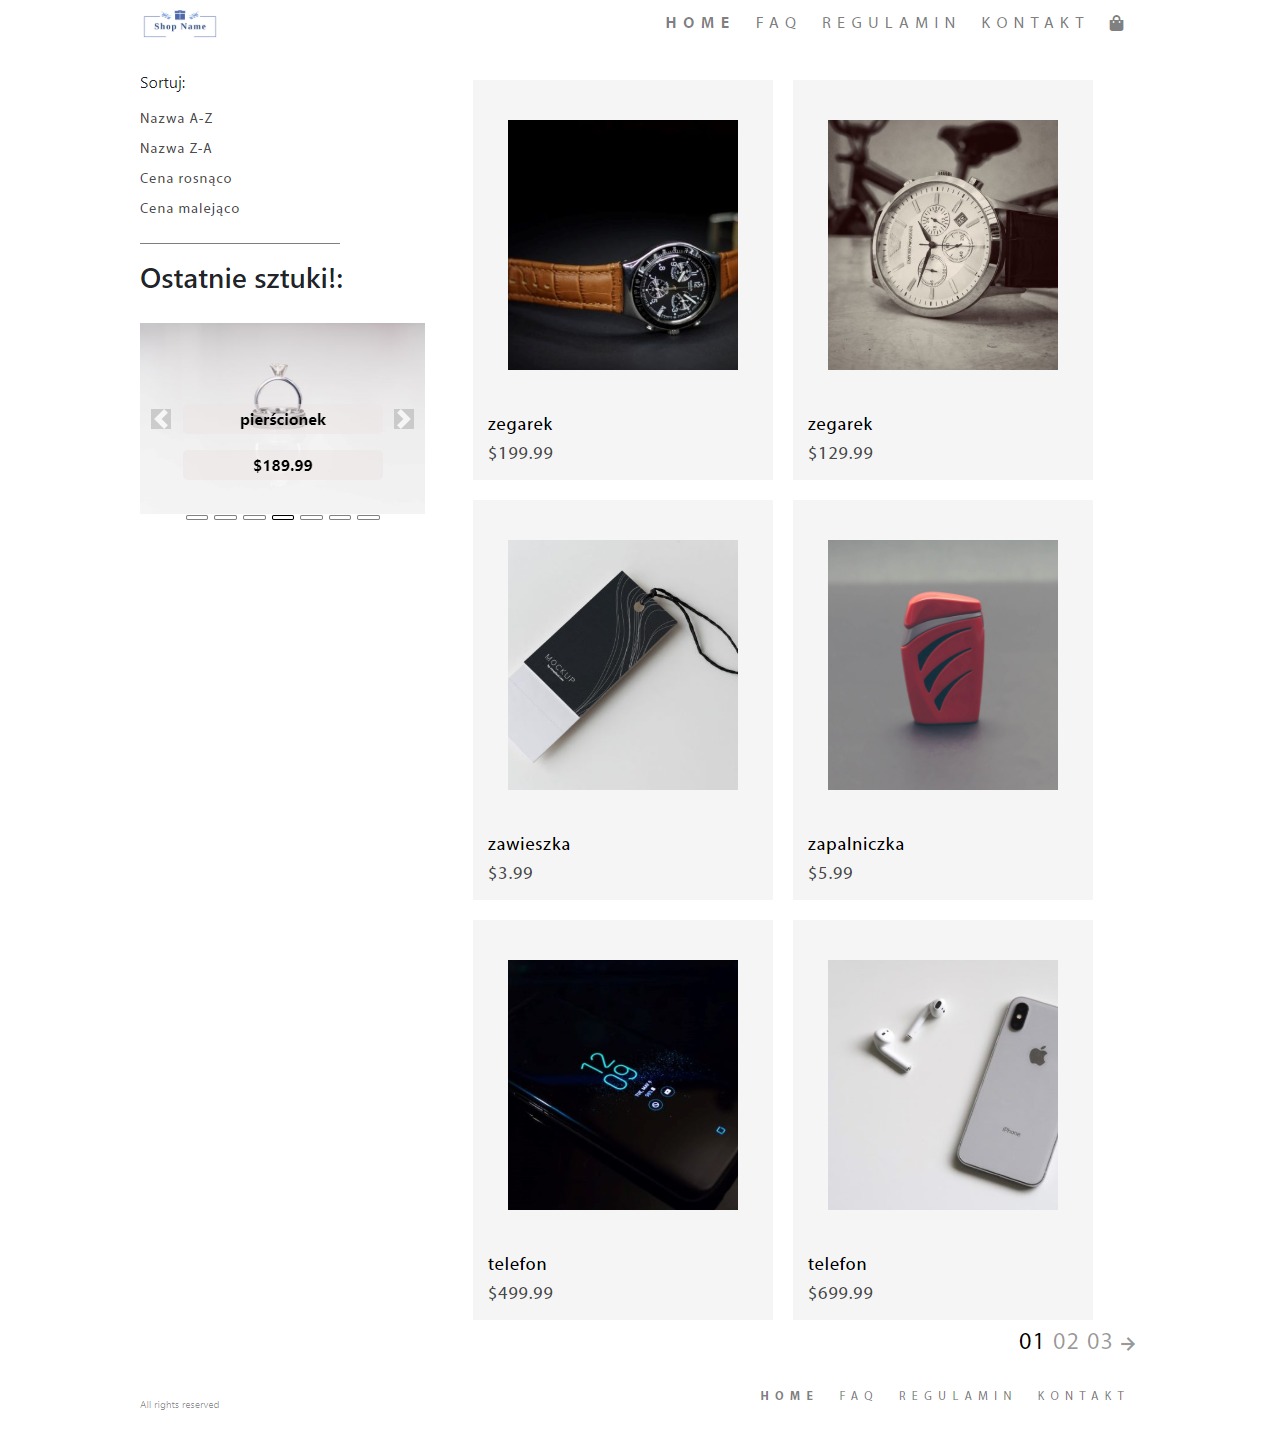 Shop Name
HOME FAQ REGULAMIN KONTAKT
Sortuj:
Nazwa A-Z
Nazwa Z-A
Cena rosnąco
Cena malejąco
Ostatnie sztuki!:
pierścionek
$189.99
zegarek
$199.99
zegarek
$129.99
MOCKUP
zawieszka
$3.99
zapalniczka
$5.99
12
09
telefon
$499.99
iPhone
telefon
$699.99
01 02 03
All rights reserved
HOME FAQ REGULAMIN KONTAKT